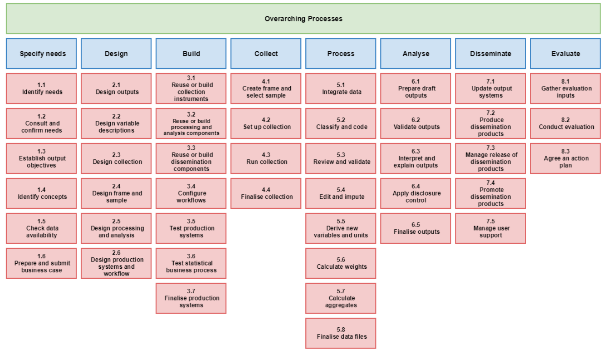 Overarching Processes
Specify needs
Design
Build
Collect
Process
Analyse
Disseminate
Evaluate
1.1
Identify needs
1.2
Consult and
confirm needs
1.3
Establish output
objectives
1.4
Identify concepts
1.5
Check data
availability
1.6
Prepare and submit
business case
2.1
Design outputs
2.2
Design variable
descriptions
2.3
Design collection
2.4
Design frame and
sample
2.5
Design processing
and analysis
2.6
Design production
systems and
workflow
3.1
Reuse or build
collection
instruments
3.2
Reuse or build
processing and
analysis components
3.3
Reuse or build
dissemination
components
3.4
Configure
workflows
3.5
Test production
systems
3.6
Test statistical
business process
3.7
Finalise production
systems
4.1
Create frame and
select sample
4.2
Set up collection
4.3
Run collection
4.4
Finalise collection
5.1
Integrate data
5.2
Classify and code
5.3
Review and validate
5.4
Edit and impute
5.5
Derive new
variables and units
5.6
Calculate weights
5.7
Calculate
aggregates
5.8
Finalise data files
6.1
Prepare draft
outputs
6.2
Validate outputs
6.3
Interpret and
explain outputs
6.4
Apply disclosure
control
6.5
Finalise outputs
7.1
Update output
systems
7.2
Produce
dissemination
products
7.3
Manage release of
dissemination
products
7.4
Promote
dissemination
products
7.5
Manage user
support
8.1
Gather evaluation
inputs
8.2
Conduct evaluation
8.3
Agree an action
plan